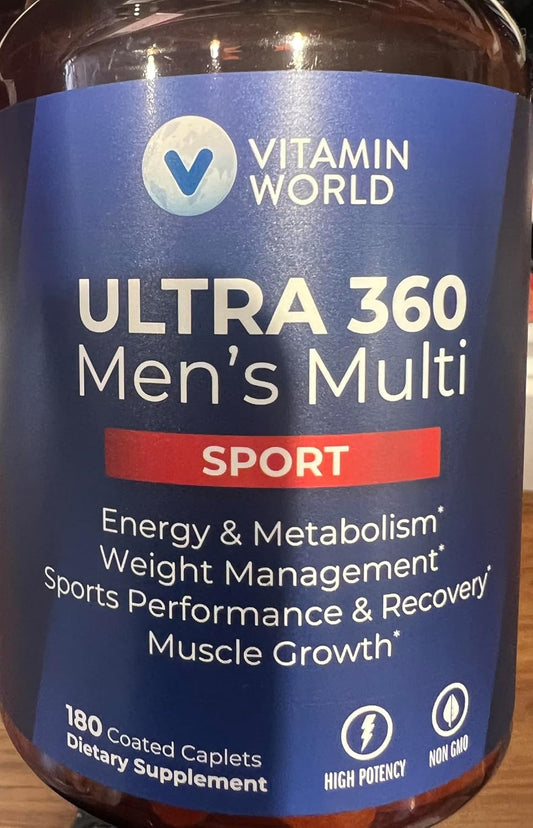 V
VITAMIN
WORLD
ULTRA 360
Men's Multi
SPORT
Energy & Metabolism*
Weight Management*
Sports Performance & Recovery*
Muscle Growth*
180 Coated Caplets
Dietary Supplement
HIGH POTENCY
NON GMO